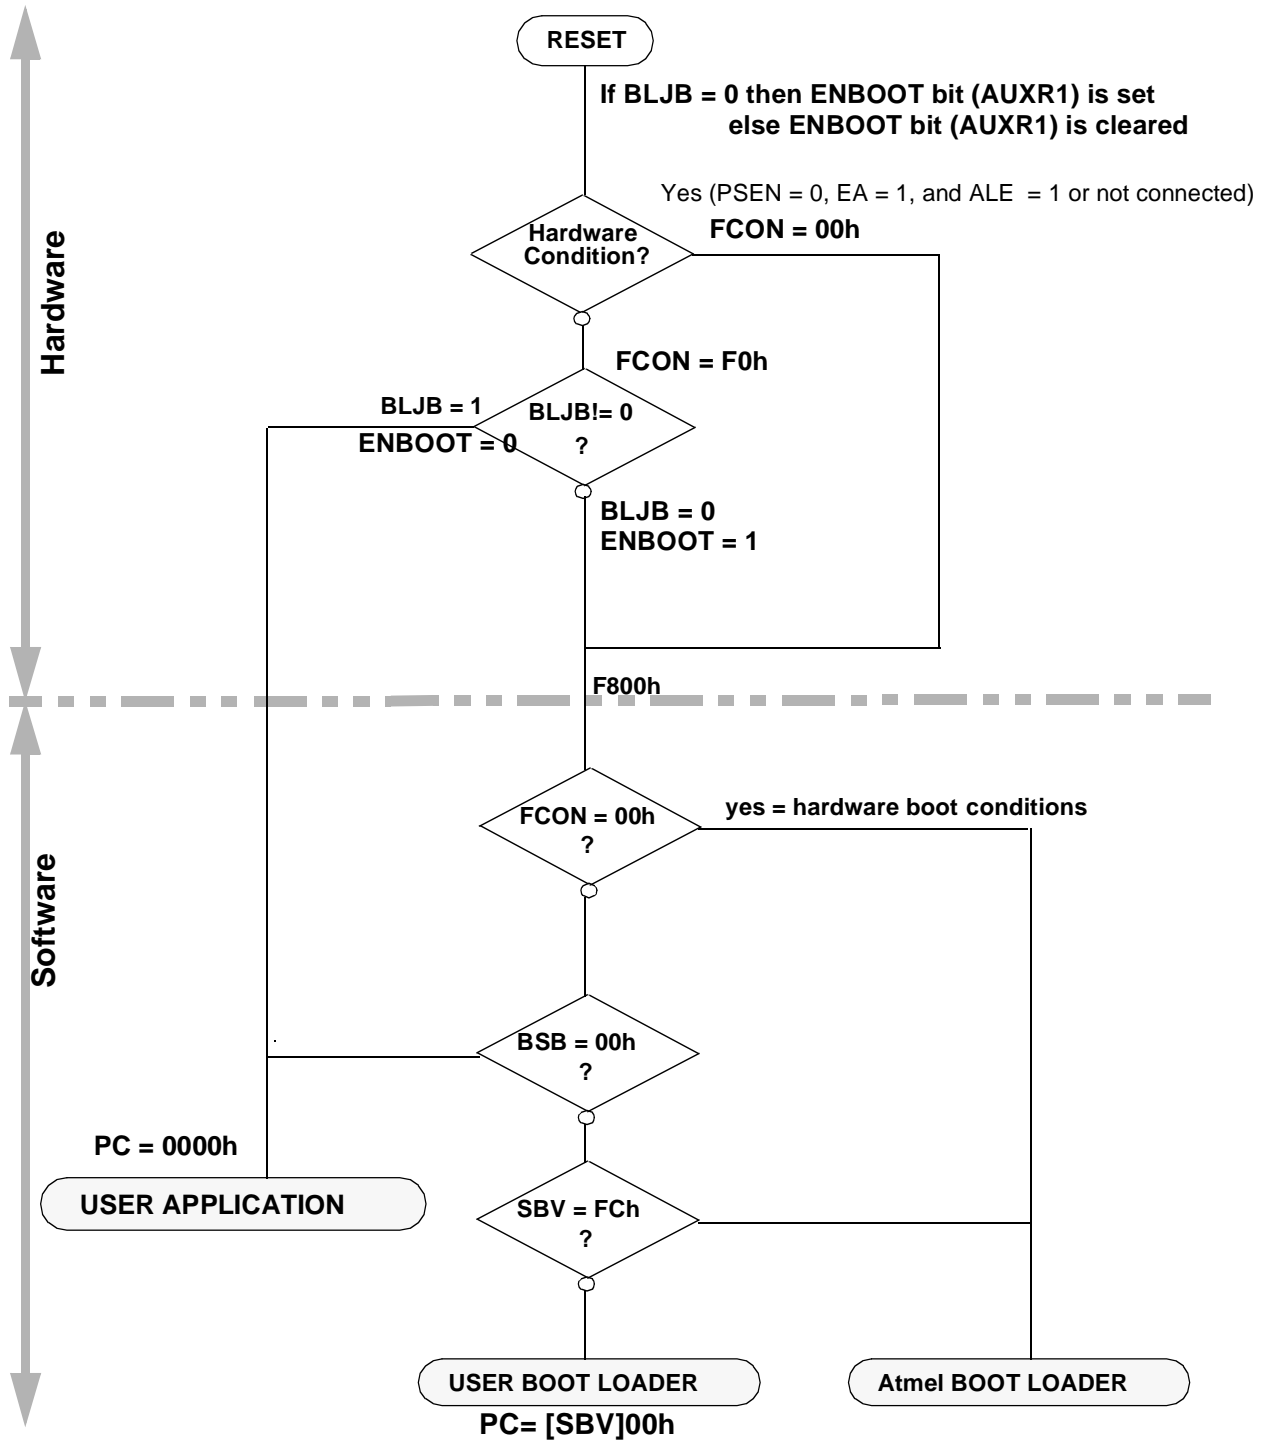 RESET
If BLJB = 0 then ENBOOT bit (AUXR1) is set
else ENBOOT bit (AUXR1) is cleared
Yes (PSEN = 0, EA = 1, and ALE = 1 or not connected)
FCON = 00h
Hardware
Condition?
Hardware
FCON = F0h
BLJB = 1
ENBOOT = 0
BLJB!= 0
?
BLJB = 0
ENBOOT = 1
F800h
FCON = 00h
?
yes = hardware boot conditions
Software
BSB = 00h
?
PC = 0000h
USER APPLICATION
SBV = FCh
?
USER BOOT LOADER
PC= [SBV]00h
Atmel BOOT LOADER